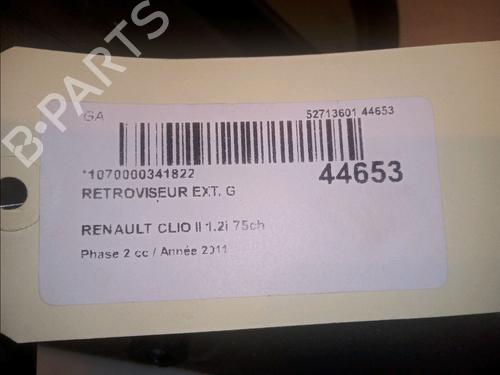 GA 52713601 44653
*1070000341822 44653
RETROVISEUR EXT. G
RENAULT CLIO II 1.2i 75ch
Phase 2 cc / Année 2011
B-PARTS